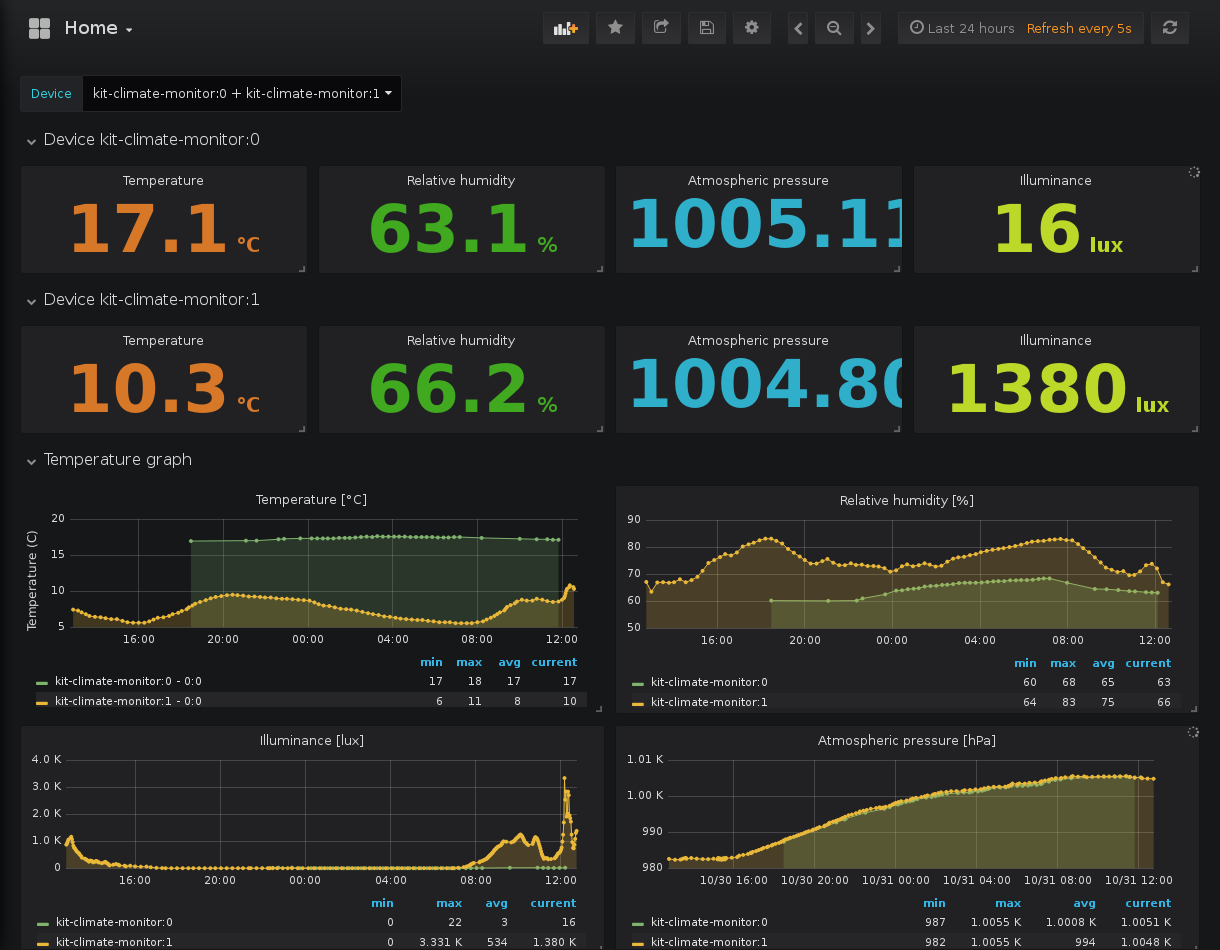 Home
Last 24 hours Refresh every 5s
Device kit-climate-monitor:0 + kit-climate-monitor:1
Device kit-climate-monitor:0
Temperature Relative humidity Atmospheric pressure Illuminance
17.1 °C 63.1 % 1005.11 16 lux
Device kit-climate-monitor:1
Temperature Relative humidity Atmospheric pressure Illuminance
10.3 °C 66.2 % 1004.80 1380 lux
Temperature graph
Temperature [°C]
Temperature (C)
20
15
10
5
16:00 20:00 00:00 04:00 08:00 12:00
min max avg current
kit-climate-monitor:0 - 0:0 17 18 17 17
kit-climate-monitor:1 - 0:0 6 11 8 10
Relative humidity [%]
90
80
70
60
50
16:00 20:00 00:00 04:00 08:00 12:00
min max avg current
kit-climate-monitor:0 60 68 65 63
kit-climate-monitor:1 64 83 75 66
Illuminance [lux]
4.0 K
3.0 K
2.0 K
1.0 K
0
16:00 20:00 00:00 04:00 08:00 12:00
min max avg current
kit-climate-monitor:0 0 22 3 16
kit-climate-monitor:1 0 3.331 K 534 1.380 K
Atmospheric pressure [hPa]
1.01 K
1.00 K
990
980
10/30 16:00 10/30 20:00 10/31 00:00 10/31 04:00 10/31 08:00 10/31 12:00
min max avg current
kit-climate-monitor:0 987 1.0055 K 1.0008 K 1.0051 K
kit-climate-monitor:1 982 1.0055 K 994 1.0048 K